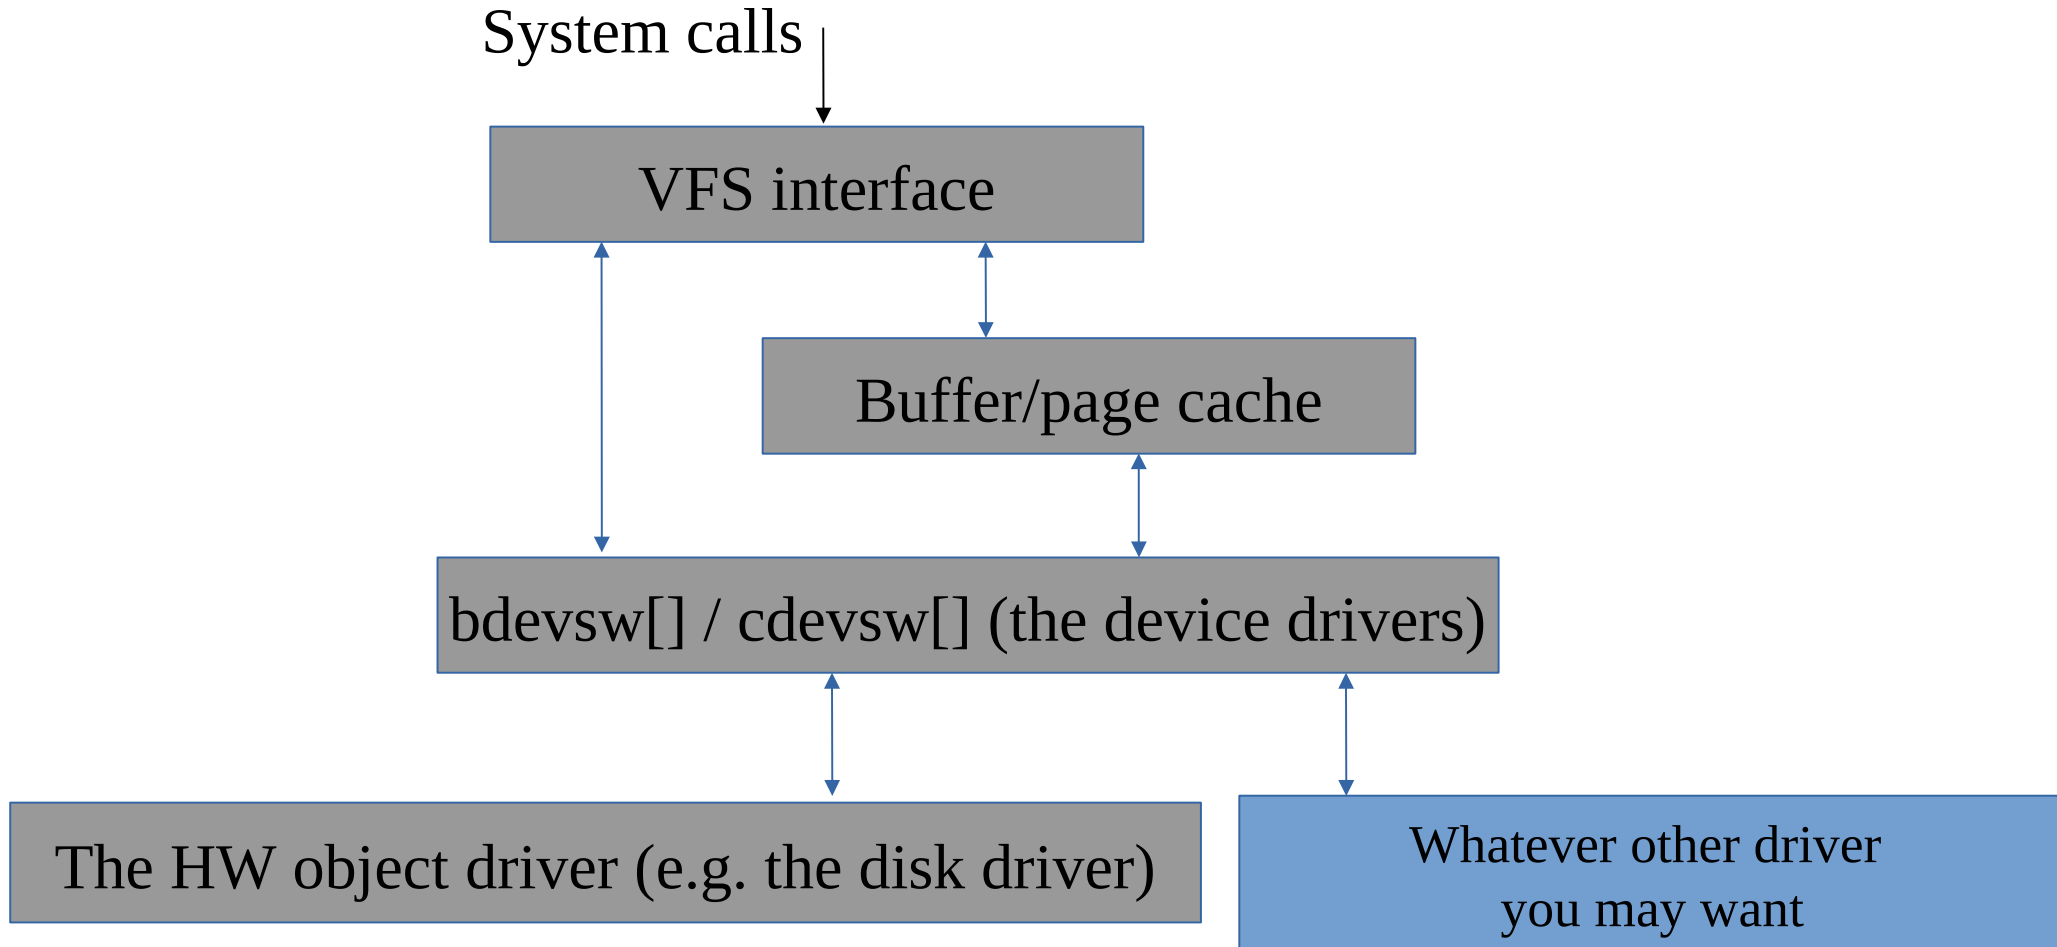 System calls
VFS interface
Buffer/page cache
bdevsw[] / cdevsw[] (the device drivers)
The HW object driver (e.g. the disk driver)
Whatever other driver
you may want